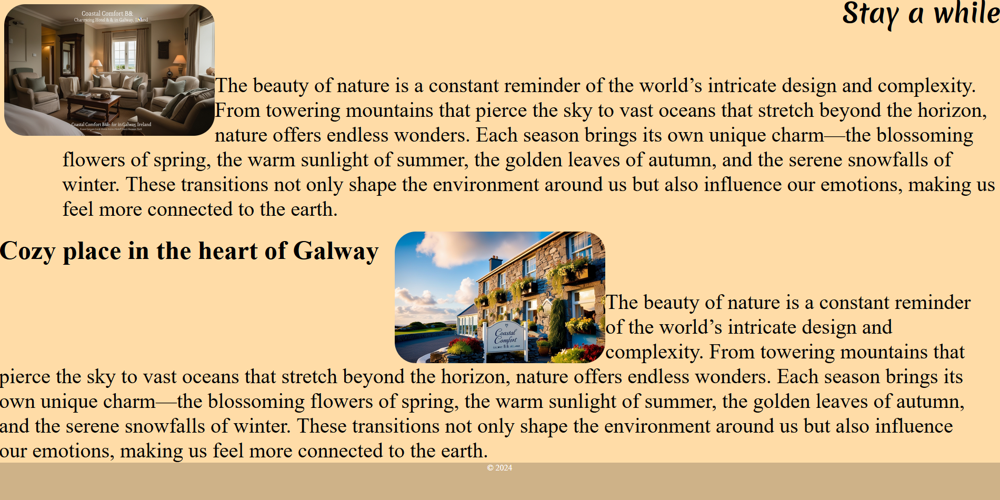 Coastal Comfort B&
Charming Hotel & & in Galway, Ireland
Stay a while
The beauty of nature is a constant reminder of the world’s intricate design and complexity.
From towering mountains that pierce the sky to vast oceans that stretch beyond the horizon,
nature offers endless wonders. Each season brings its own unique charm—the blossoming
Coastal Comfort B&& for in Galway, Ireland
flowers of spring, the warm sunlight of summer, the golden leaves of autumn, and the serene snowfalls of
winter. These transitions not only shape the environment around us but also influence our emotions, making us
feel more connected to the earth.
Cozy place in the heart of Galway
Coastal
Comfort
GALWAY B &
The beauty of nature is a constant reminder
of the world’s intricate design and
complexity. From towering mountains that
pierce the sky to vast oceans that stretch beyond the horizon, nature offers endless wonders. Each season brings its
own unique charm—the blossoming flowers of spring, the warm sunlight of summer, the golden leaves of autumn,
and the serene snowfalls of winter. These transitions not only shape the environment around us but also influence
our emotions, making us feel more connected to the earth.
© 2024